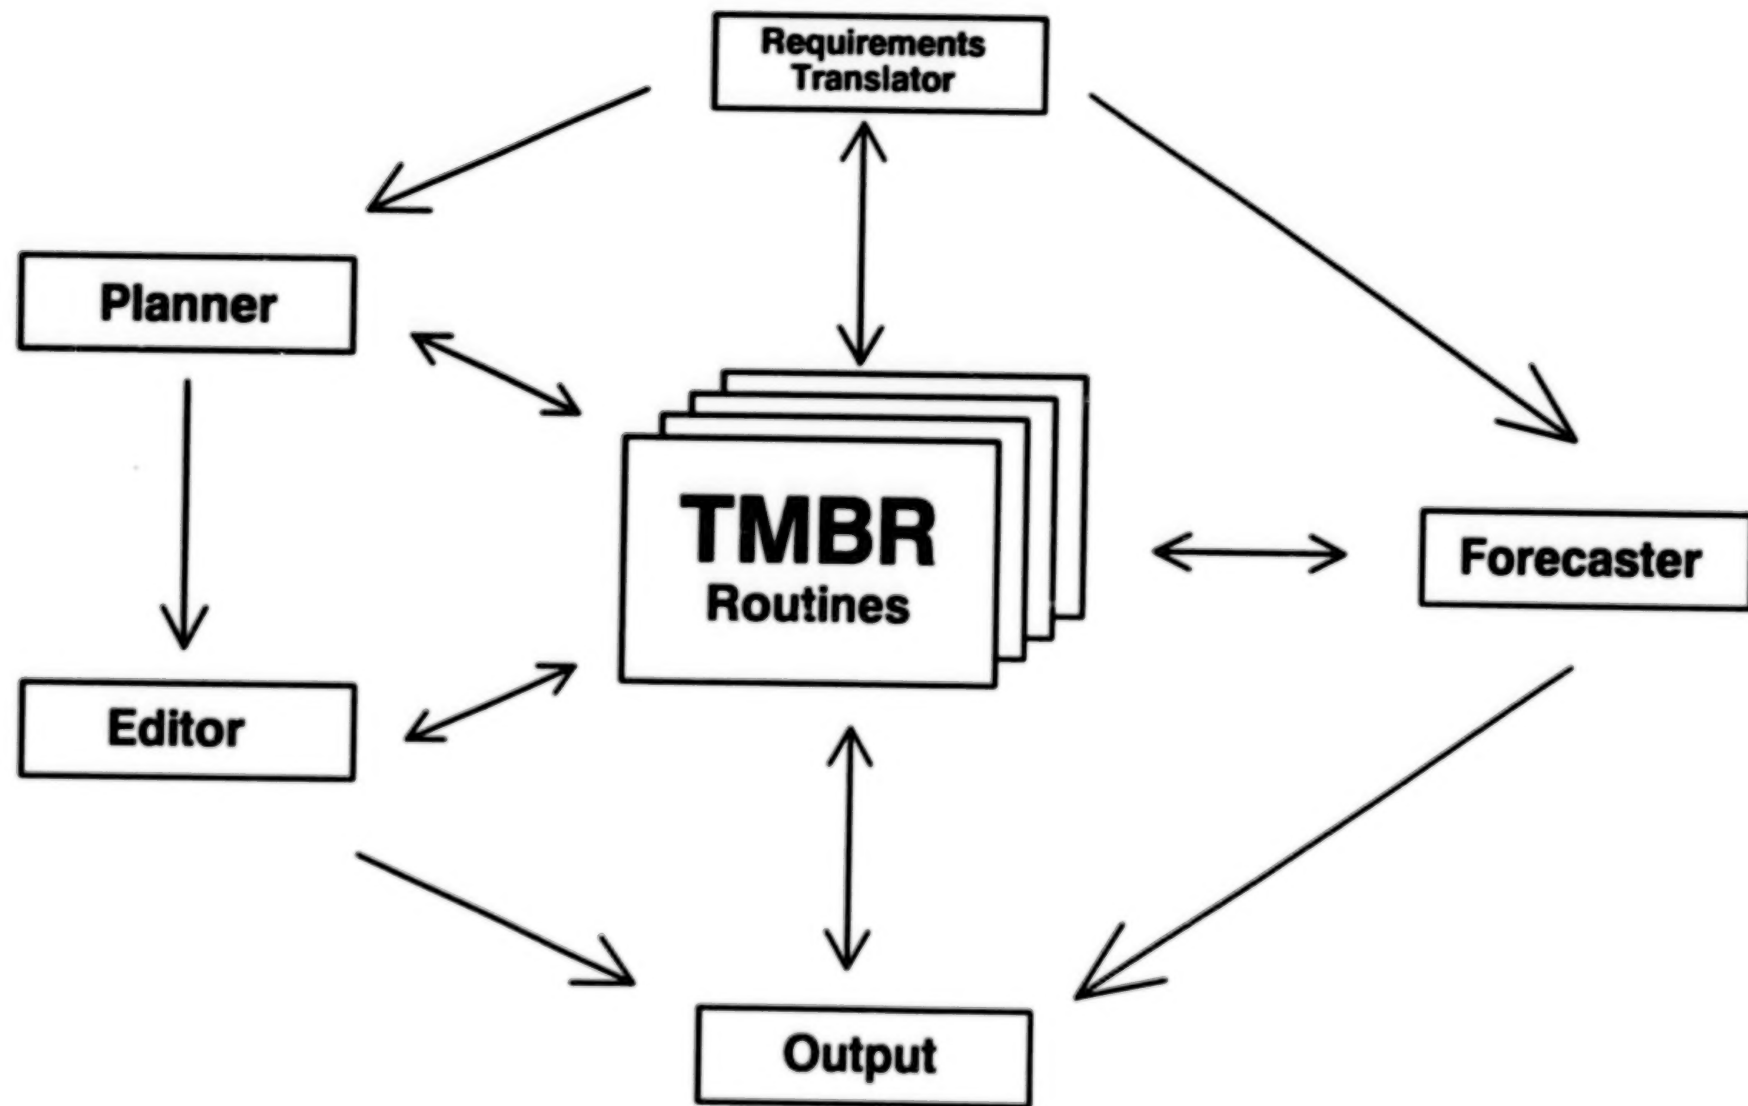 Requirements
Translator
Planner
TMBR
Routines
Forecaster
Editor
Output